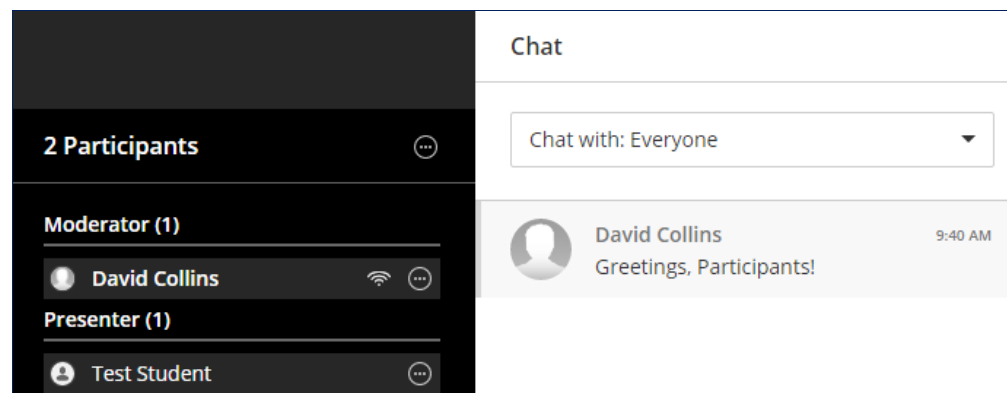 2 Participants
Moderator (1)
David Collins
Presenter (1)
Test Student
Chat
Chat with: Everyone
David Collins 9:40 AM
Greetings, Participants!